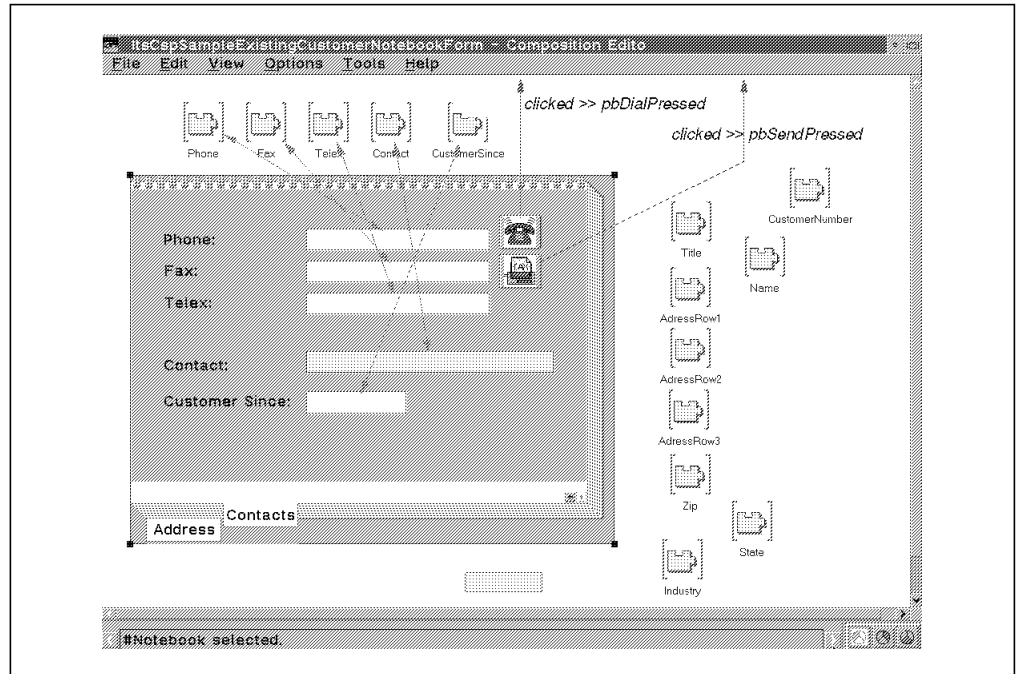 ItsCspSampleExistingCustomerNotebookForm - Composition Edito
File Edit View Options Tools Help
clicked >> pbDialPressed
clicked >> pbSendPressed
Phone Fax Telex Contact CustomerSince
CustomerNumber
Title
Name
AdressRow1
AdressRow2
AdressRow3
Zip
State
Industry
Phone:
Fax:
Telex:
Contact:
Customer Since:
Contacts
Address
#Notebook selected.